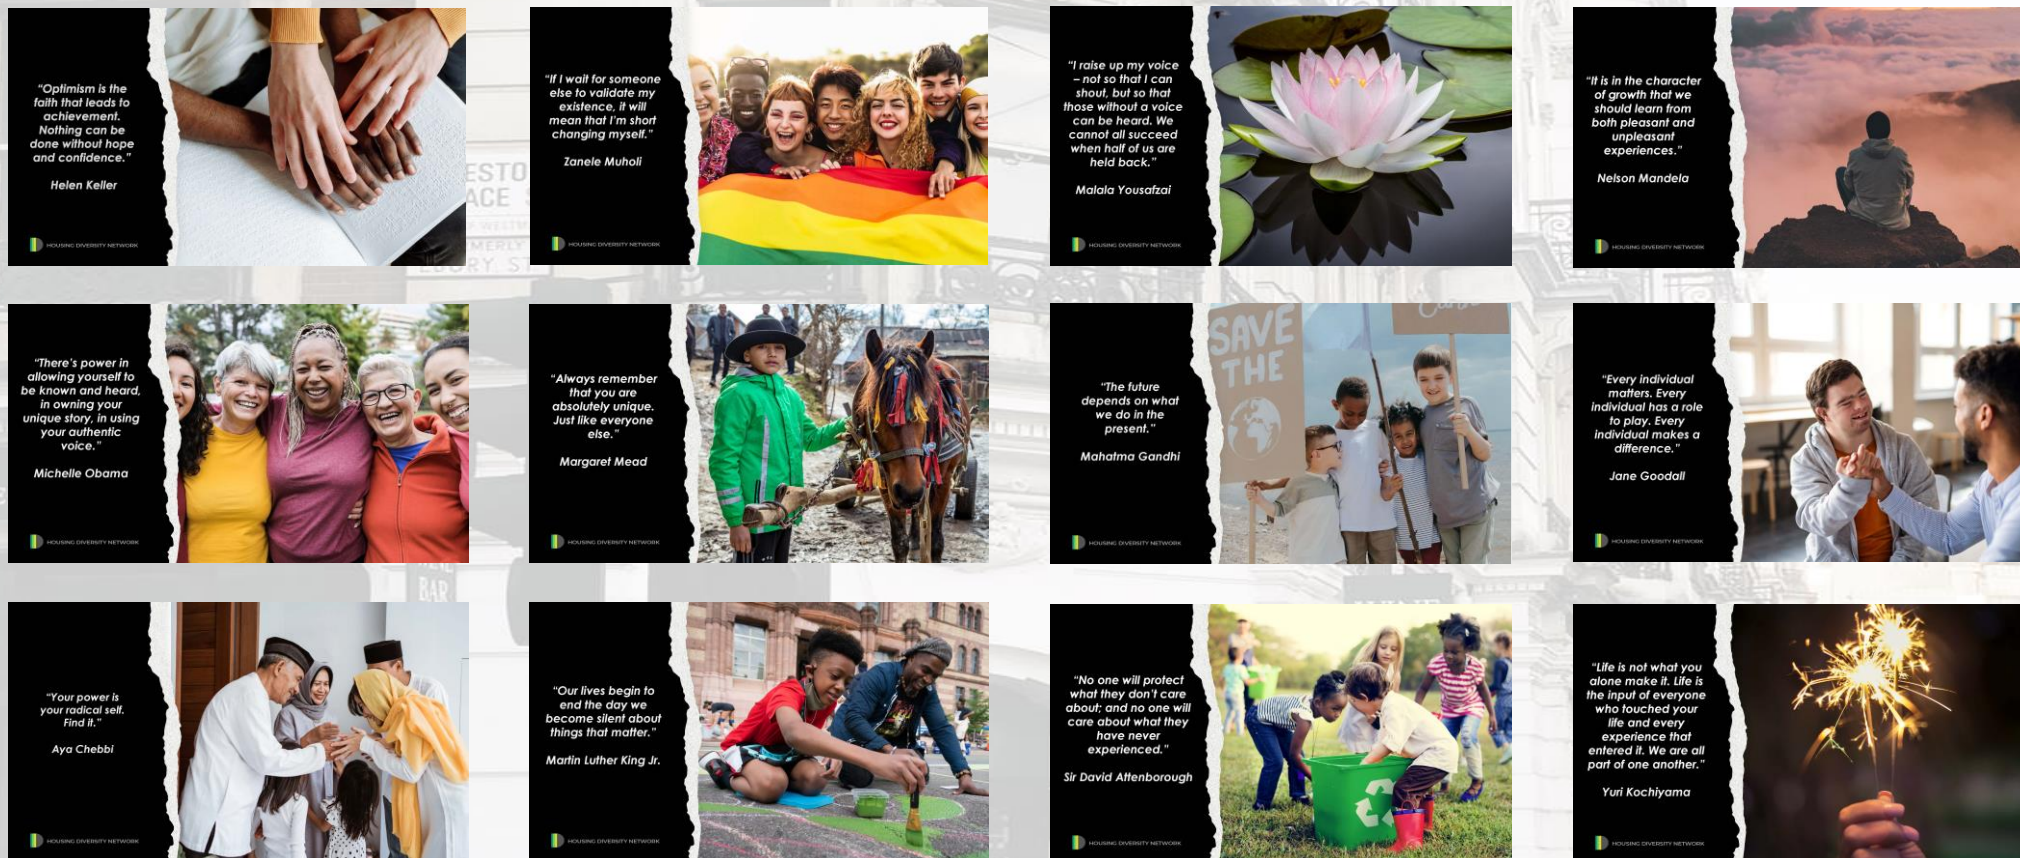 “Optimism is the
faith that leads to
achievement.
Nothing can be
done without hope
and confidence.”
Helen Keller
HOUSING DIVERSITY NETWORK
“If I wait for someone
else to validate my
existence, it will
mean that I’m short
changing myself.”
Zanele Muholi
HOUSING DIVERSITY NETWORK
“I raise up my voice
– not so that I can
shout, but so that
those without a voice
can be heard. We
cannot all succeed
when half of us are
held back.”
Malala Yousafzai
HOUSING DIVERSITY NETWORK
“It is in the character
of growth that we
should learn from
both pleasant and
unpleasant
experiences.”
Nelson Mandela
HOUSING DIVERSITY NETWORK
“There’s power in
allowing yourself to
be known and heard,
in owning your
unique story, in using
your authentic
voice.”
Michelle Obama
HOUSING DIVERSITY NETWORK
“Always remember
that you are
absolutely unique.
Just like everyone
else.”
Margaret Mead
HOUSING DIVERSITY NETWORK
“The future
depends on what
we do in the
present.”
Mahatma Gandhi
HOUSING DIVERSITY NETWORK
SAVE
THE
“Every individual
matters. Every
individual has a role
to play. Every
individual makes a
difference.”
Jane Goodall
HOUSING DIVERSITY NETWORK
“Your power is
your radical self.
Find it.”
Aya Chebbi
HOUSING DIVERSITY NETWORK
“Our lives begin to
end the day we
become silent about
things that matter.”
Martin Luther King Jr.
HOUSING DIVERSITY NETWORK
“No one will protect
what they don’t care
about; and no one will
care about what they
have never
experienced.”
Sir David Attenborough
HOUSING DIVERSITY NETWORK
“Life is not what you
alone make it. Life is
the input of everyone
who touched your
life and every
experience that
entered it. We are all
part of one another.”
Yuri Kochiyama
HOUSING DIVERSITY NETWORK
BAR